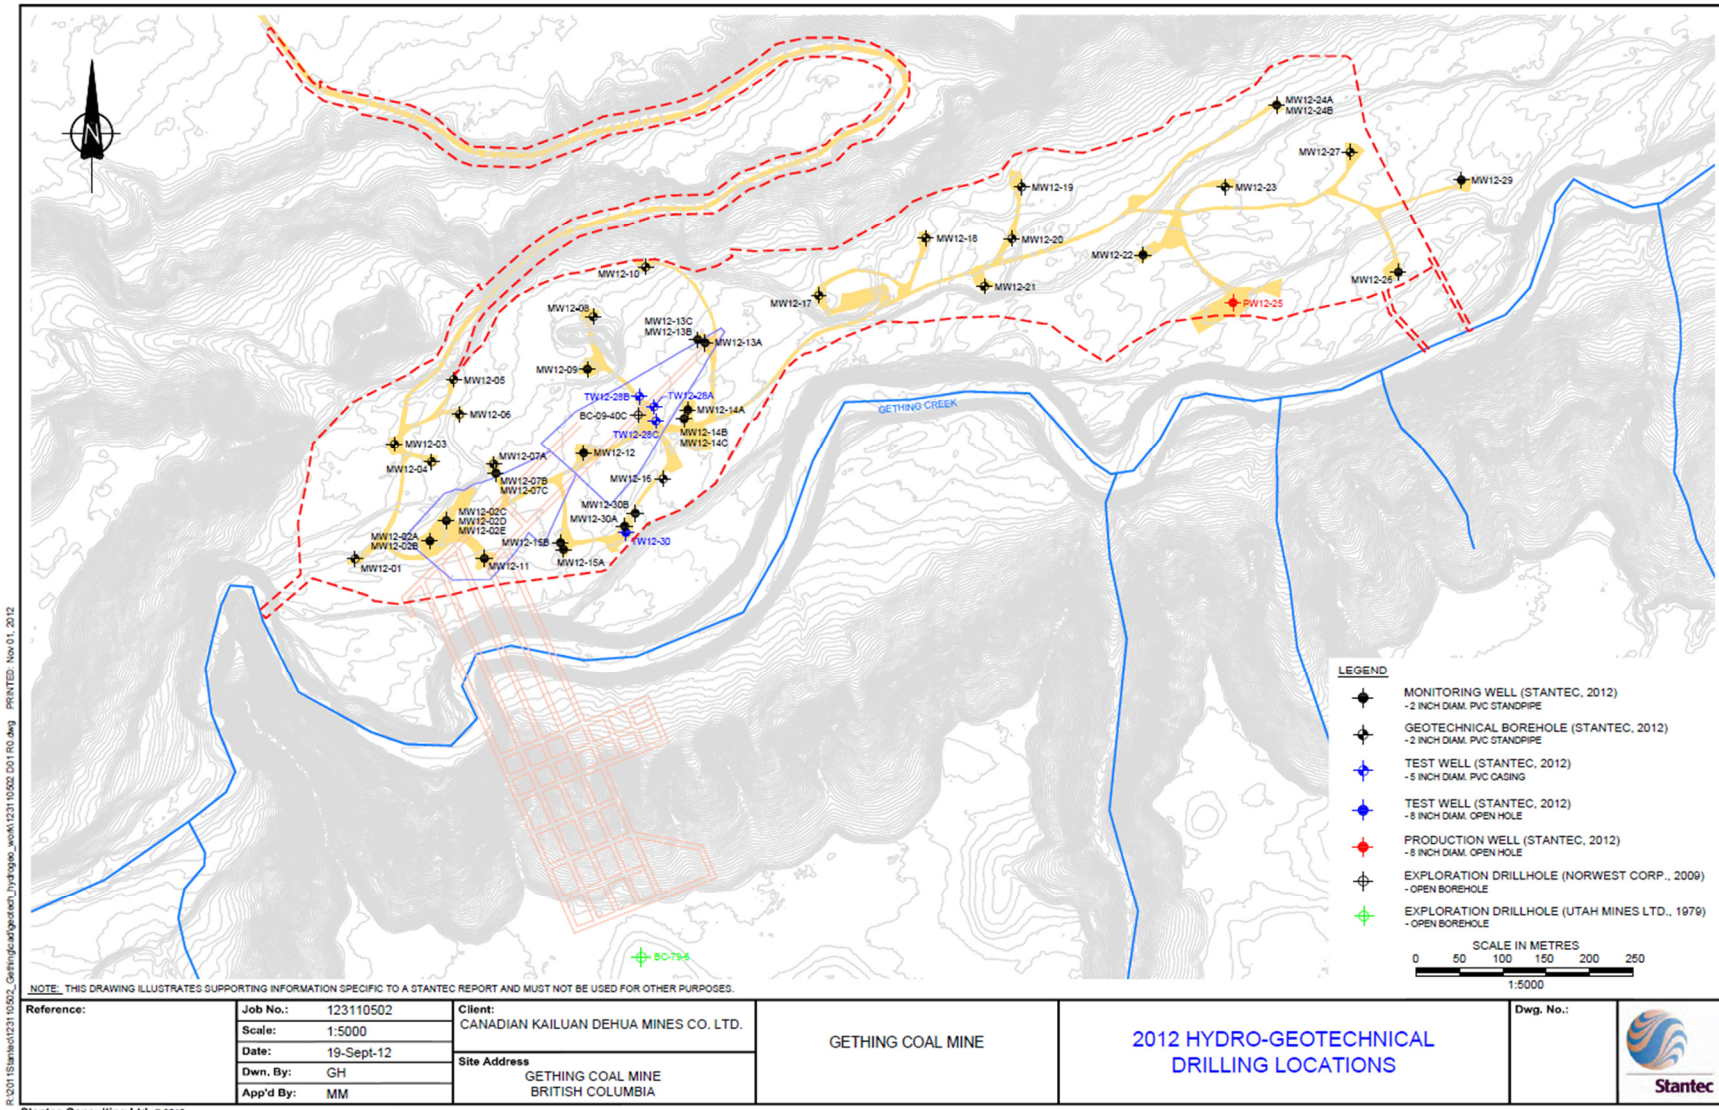 N
MW12-24A
MW12-24B
MW12-27
MW12-29
MW12-19
MW12-23
MW12-18
MW12-20
MW12-22
MW12-10
MW12-26
MW12-21
MW12-17
PW12-25
MW12-08
MW12-13C
MW12-13B
MW12-13A
MW12-09
MW12-05
TW12-28B
TW12-28A
GETHING CREEK
MW12-06
BC-09-40C
MW12-14A
TW12-28C
MW12-14B
MW12-14C
MW12-03
MW12-12
MW12-04
MW12-07A
MW12-07B
MW12-07C
MW12-16
MW12-30B
MW12-30A
MW12-02C
MW12-02D
MW12-02E
MW12-02A
MW12-02B
TW12-30
MW12-15B
MW12-15A
MW12-01
MW12-11
BC-79-6
LEGEND
MONITORING WELL (STANTEC, 2012)
- 2 INCH DIAM. PVC STANDPIPE
GEOTECHNICAL BOREHOLE (STANTEC, 2012)
- 2 INCH DIAM. PVC STANDPIPE
TEST WELL (STANTEC, 2012)
- 5 INCH DIAM. PVC CASING
TEST WELL (STANTEC, 2012)
- 8 INCH DIAM. OPEN HOLE
PRODUCTION WELL (STANTEC, 2012)
- 8 INCH DIAM. OPEN HOLE
EXPLORATION DRILLHOLE (NORWEST CORP., 2009)
- OPEN BOREHOLE
EXPLORATION DRILLHOLE (UTAH MINES LTD., 1979)
- OPEN BOREHOLE
SCALE IN METRES
0 50 100 150 200 250
1:5000
NOTE: THIS DRAWING ILLUSTRATES SUPPORTING INFORMATION SPECIFIC TO A STANTEC REPORT AND MUST NOT BE USED FOR OTHER PURPOSES.
Reference:
Job No.: 123110502
Scale: 1:5000
Date: 19-Sept-12
Dwn. By: GH
App'd By: MM
Client:
CANADIAN KAILUAN DEHUA MINES CO. LTD.
Site Address
GETHING COAL MINE
BRITISH COLUMBIA
GETHING COAL MINE
2012 HYDRO-GEOTECHNICAL
DRILLING LOCATIONS
Dwg. No.:
Stantec
PRINTED: Nov 01, 2012